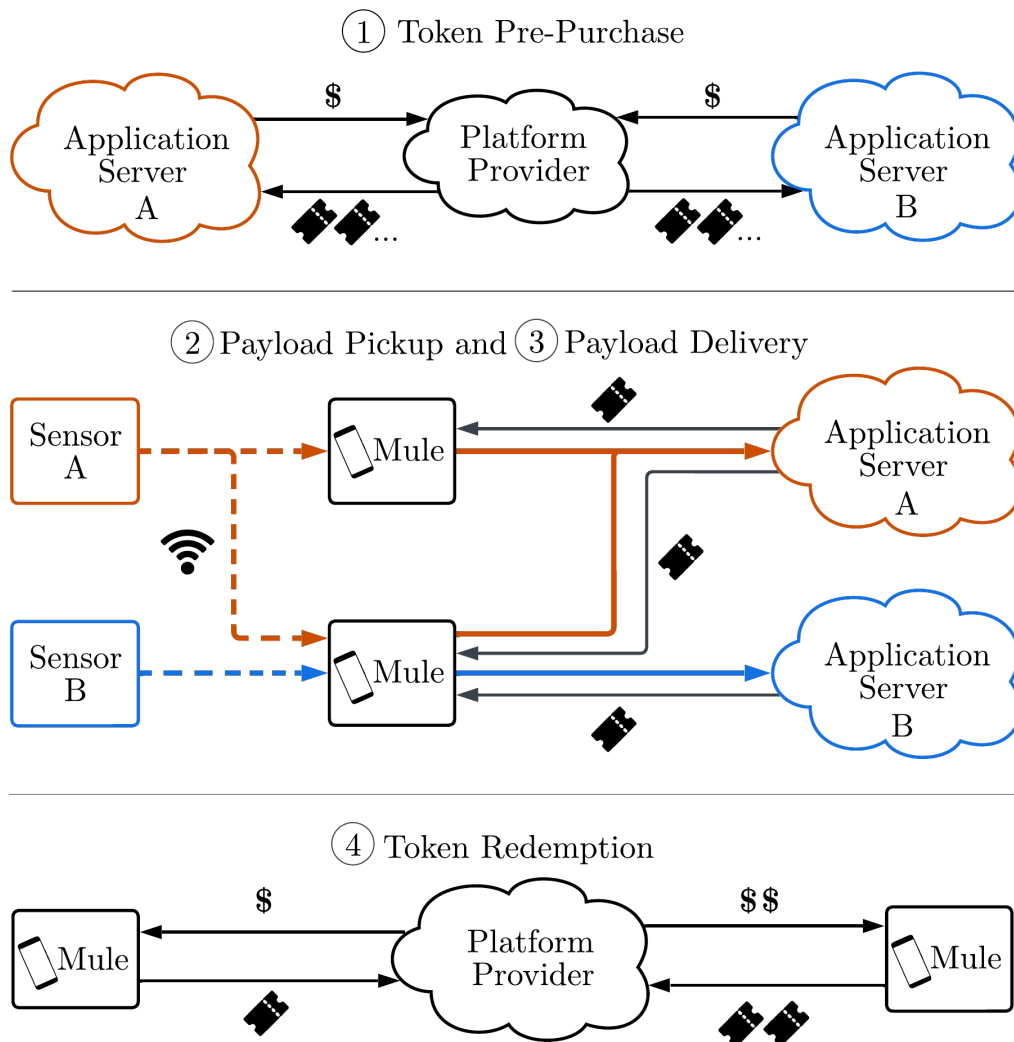 ① Token Pre-Purchase
$
$
Application
Server
A
Platform
Provider
Application
Server
B
...
...
② Payload Pickup and ③ Payload Delivery
Sensor
A
Mule
Application
Server
A
Sensor
B
Mule
Application
Server
B
④ Token Redemption
$
$$
Mule
Platform
Provider
Mule